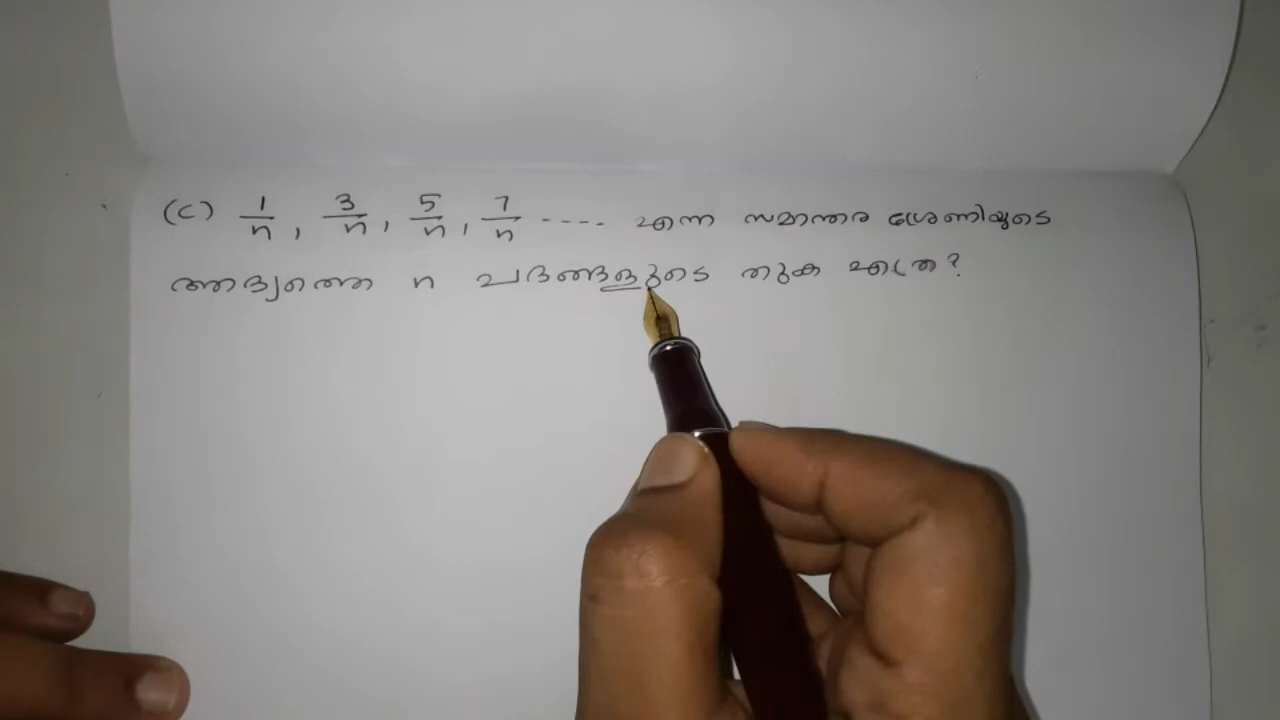 (c) 1/n, 3/n, 5/n, 7/n ---- എന്ന സമാന്തര ശ്രേണിയുടെ
ആദ്യത്തെ n പദങ്ങളുടെ തുക എത്ര?